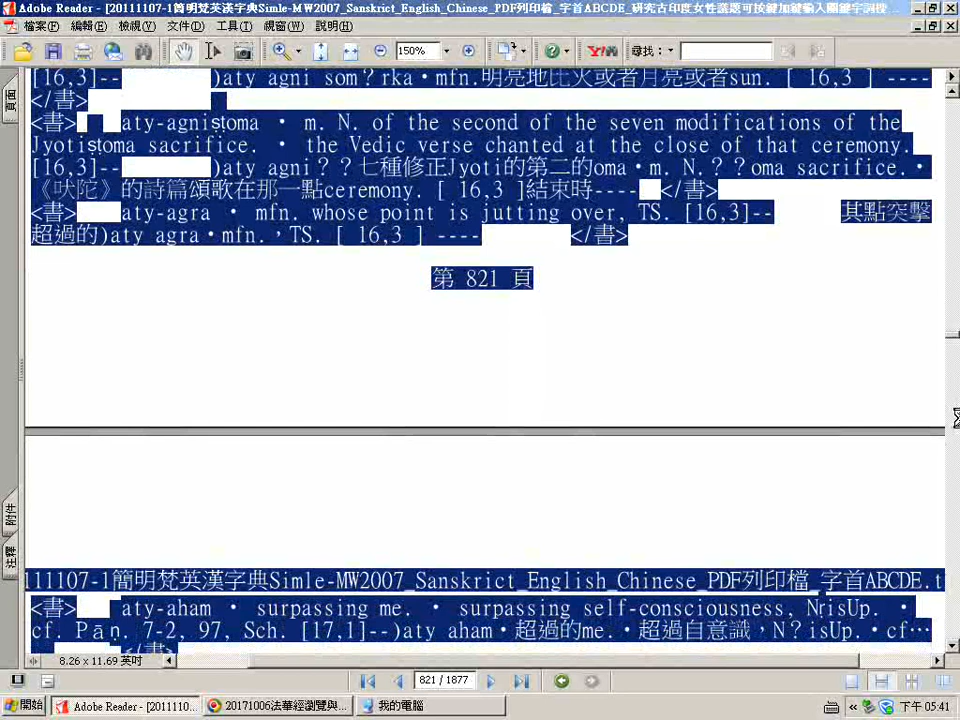 Adobe Reader - [20111107-1簡明梵英漢字典Simle-MW2007_Sanskrict_English_Chinese_PDF列印檔_字首ABCDE_研究古印度女性議題可按鍵加鍵輸入關鍵字詞搜
檔案(F) 編輯(E) 檢視(V) 文件(D) 工具(T) 視窗(W) 說明(H)
150% 尋找:
頁面
[16,3]-- )aty agni som？rka‧mfn.明亮地比火或者月亮或者sun. [ 16,3 ] ----
</書>
<書> aty-agniṣṭoma ‧ m. N. of the second of the seven modifications of the
Jyotiṣṭoma sacrifice. ‧ the Vedic verse chanted at the close of that ceremony.
[16,3]-- )aty agni？？七種修正Jyoti的第二的oma‧m. N.？？oma sacrifice.‧
《吠陀》的詩篇頌歌在那一點ceremony. [ 16,3 ]結束時---- </書>
<書> aty-agra ‧ mfn. whose point is jutting over, TS. [16,3]-- 其點突擊
超過的)aty agra‧mfn.，TS. [ 16,3 ] ---- </書>
第 821 頁
附件
註釋
111107-1簡明梵英漢字典Simle-MW2007_Sanskrict_English_Chinese_PDF列印檔_字首ABCDE.t
<書> aty-aham ‧ surpassing me. ‧ surpassing self-consciousness, NṛisUp. ‧
cf. Pāṇ. 7-2, 97, Sch. [17,1]--)aty aham‧超過的me.‧超過自意識，N？isUp.‧cf…
</書>
8.26 x 11.69 英吋
821 / 1877
開始 Adobe Reader - [2011110... 20171006法華經瀏覽與... 我的電腦 下午 05:41